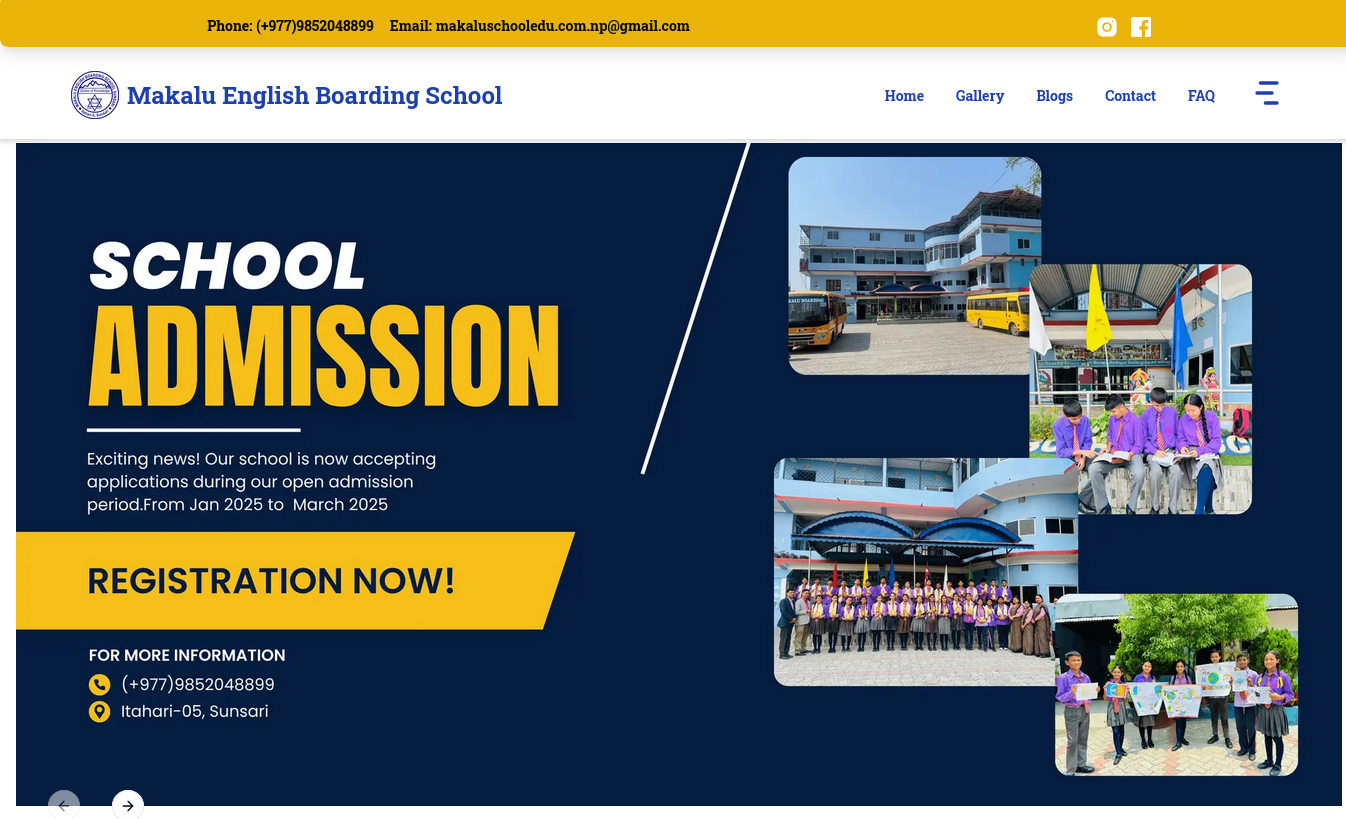 Phone: (+977)9852048899 Email: makaluschooledu.com.np@gmail.com
Makalu English Boarding School
Home Gallery Blogs Contact FAQ
SCHOOL
ADMISSION
Exciting news! Our school is now accepting
applications during our open admission
period.From Jan 2025 to March 2025
REGISTRATION NOW!
FOR MORE INFORMATION
(+977)9852048899
Itahari-05, Sunsari